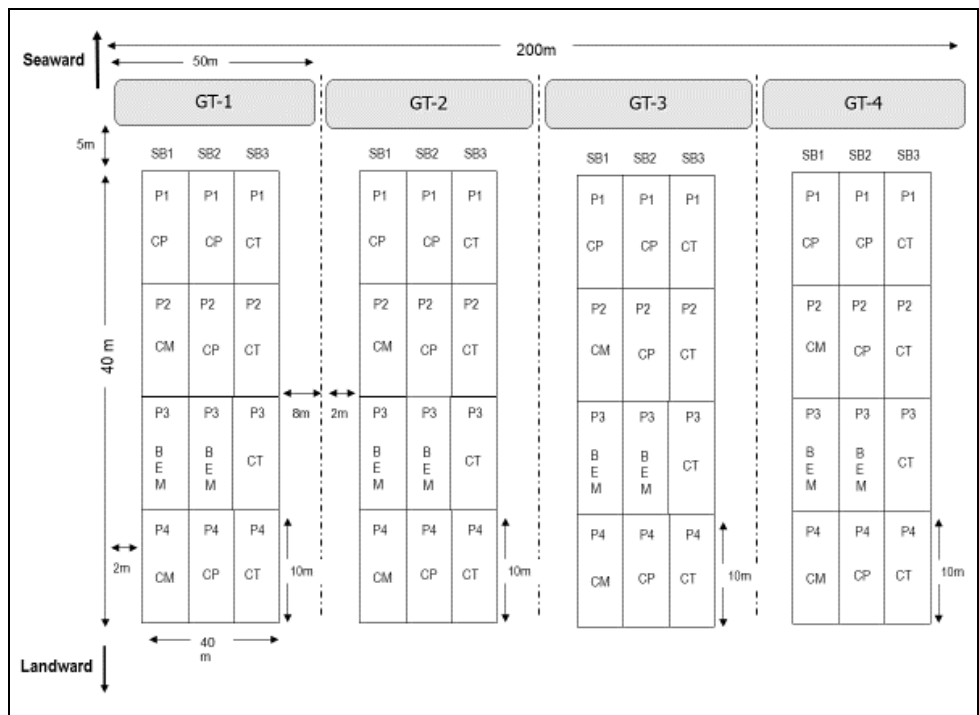 Seaward
200m
50m
GT-1 GT-2 GT-3 GT-4
5m
SB1 SB2 SB3 SB1 SB2 SB3 SB1 SB2 SB3 SB1 SB2 SB3
P1 P1 P1 P1 P1 P1 P1 P1 P1 P1 P1 P1
CP CP CT CP CP CT CP CP CT CP CP CT
P2 P2 P2 P2 P2 P2 P2 P2 P2 P2 P2 P2
CM CP CT CM CP CT CM CP CT CM CP CT
40 m
8m 2m
P3 P3 P3 P3 P3 P3 P3 P3 P3 P3 P3 P3
B B B B B B B B
E E CT E E CT E E CT E E CT
M M M M M M M M
P4 P4 P4 P4 P4 P4 P4 P4 P4 P4 P4 P4
2m 10m 10m 10m 10m
CM CP CT CM CP CT CM CP CT CM CP CT
40
m
Landward